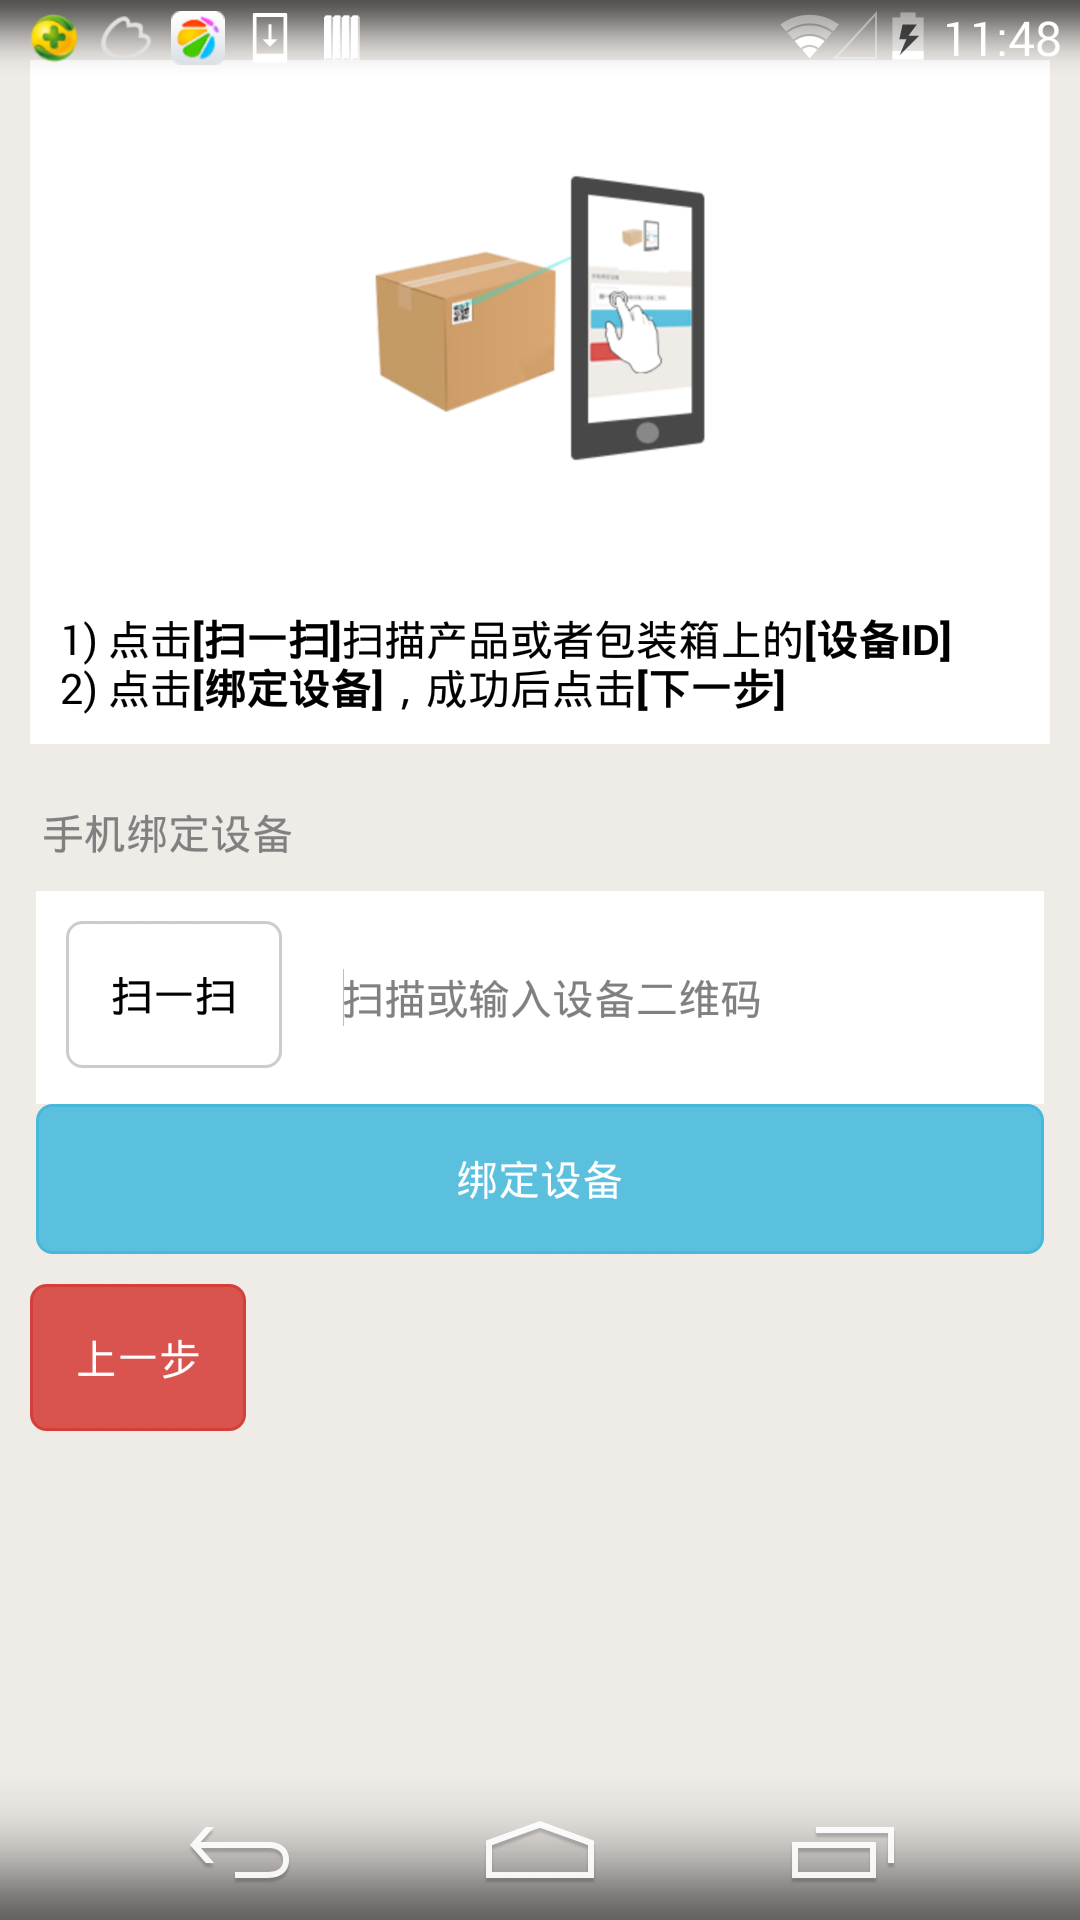 11:48
1) 点击[扫一扫]扫描产品或者包装箱上的[设备ID]
2) 点击[绑定设备]，成功后点击[下一步]
手机绑定设备
扫一扫
扫描或输入设备二维码
绑定设备
上一步